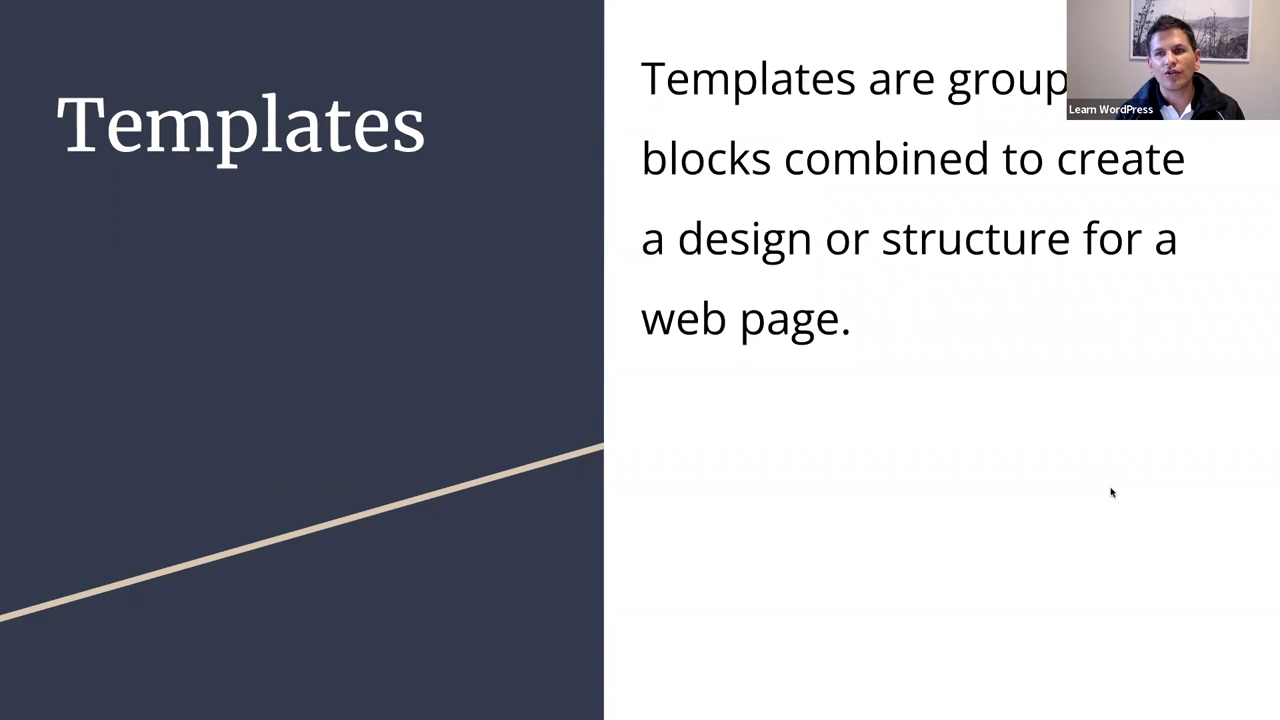 Templates
Templates are group
blocks combined to create
a design or structure for a
web page.
Learn WordPress